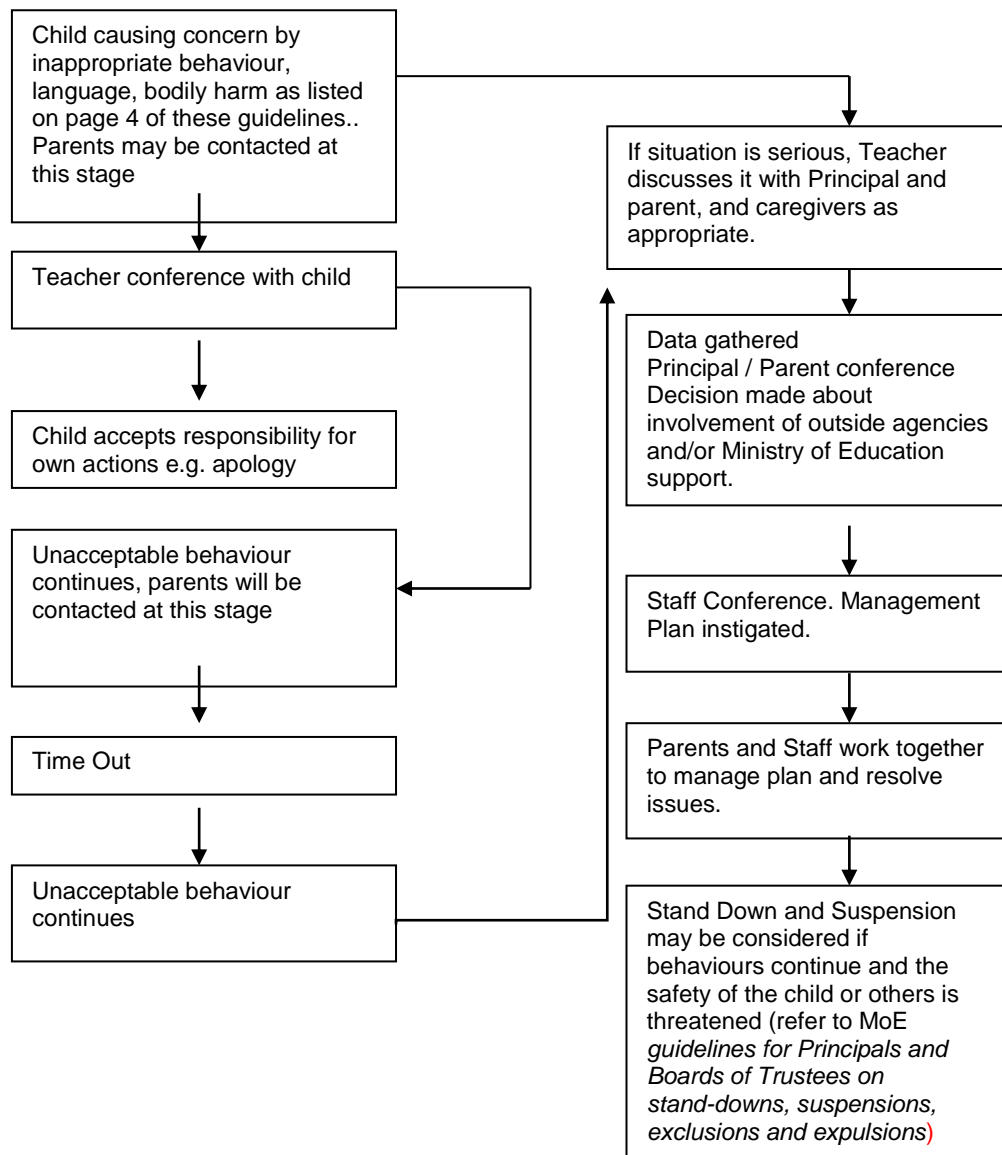 Child causing concern by
inappropriate behaviour,
language, bodily harm as listed
on page 4 of these guidelines..
Parents may be contacted at
this stage
Teacher conference with child
Child accepts responsibility for
own actions e.g. apology
Unacceptable behaviour
continues, parents will be
contacted at this stage
Time Out
Unacceptable behaviour
continues
If situation is serious, Teacher
discusses it with Principal and
parent, and caregivers as
appropriate.
Data gathered
Principal / Parent conference
Decision made about
involvement of outside agencies
and/or Ministry of Education
support.
Staff Conference. Management
Plan instigated.
Parents and Staff work together
to manage plan and resolve
issues.
Stand Down and Suspension
may be considered if
behaviours continue and the
safety of the child or others is
threatened (refer to MoE
guidelines for Principals and
Boards of Trustees on
stand-downs, suspensions,
exclusions and expulsions)